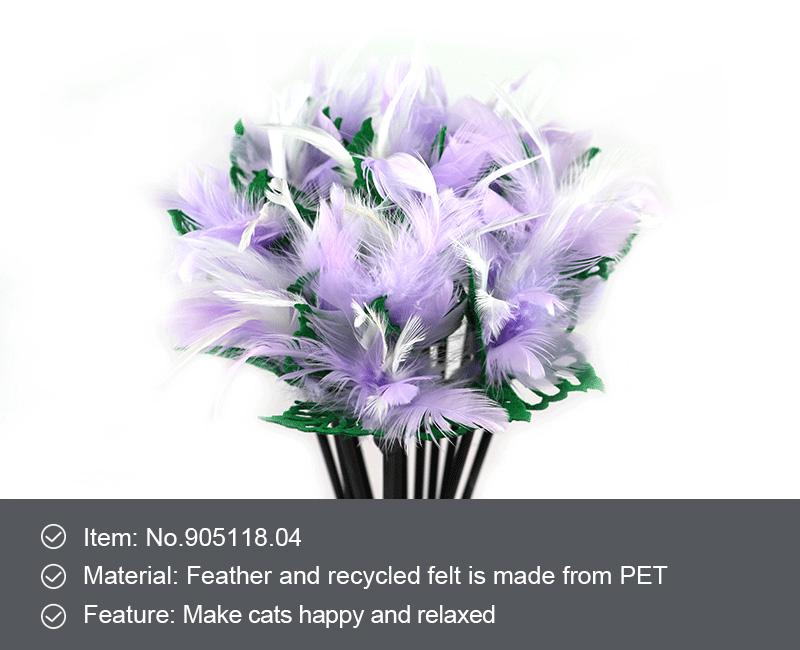 Item: No.905118.04
Material: Feather and recycled felt is made from PET
Feature: Make cats happy and relaxed